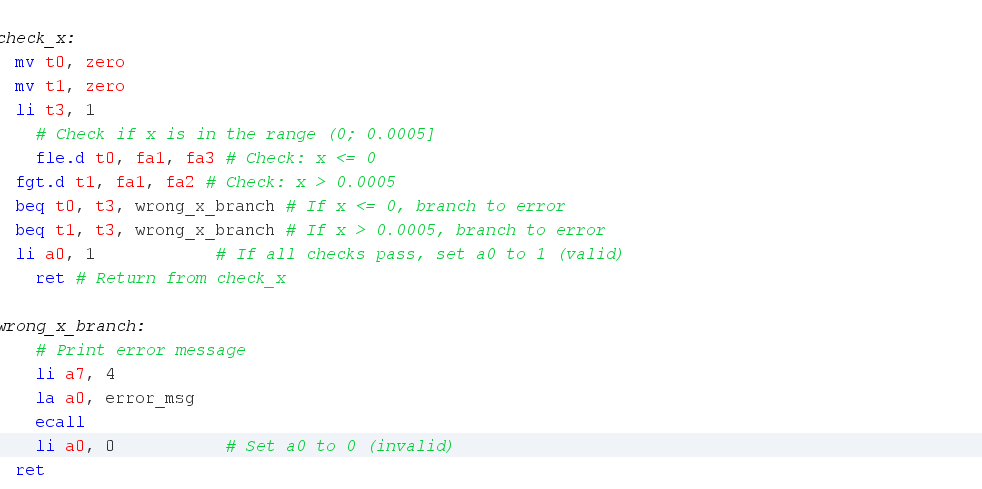 check_x:
mv t0, zero
mv t1, zero
li t3, 1
# Check if x is in the range (0; 0.0005]
fle.d t0, fa1, fa3 # Check: x <= 0
fgt.d t1, fa1, fa2 # Check: x > 0.0005
beq t0, t3, wrong_x_branch # If x <= 0, branch to error
beq t1, t3, wrong_x_branch # If x > 0.0005, branch to error
li a0, 1 # If all checks pass, set a0 to 1 (valid)
ret # Return from check_x
wrong_x_branch:
# Print error message
li a7, 4
la a0, error_msg
ecall
li a0, 0 # Set a0 to 0 (invalid)
ret